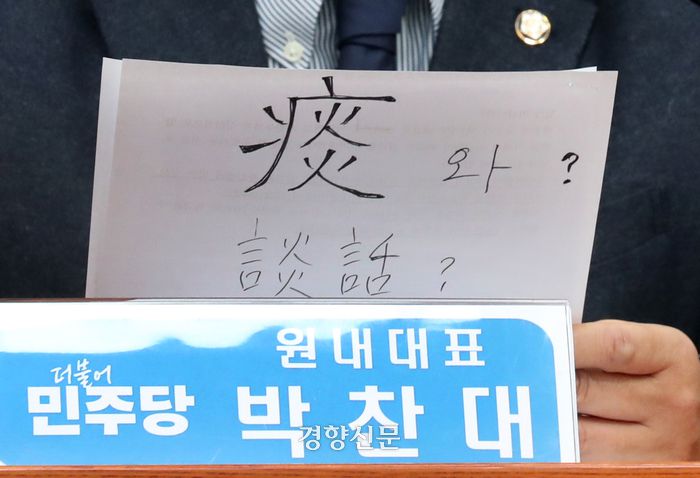 痰 와 ?
談話 ?
원내대표
더불어
민주당 박찬대
경향신문